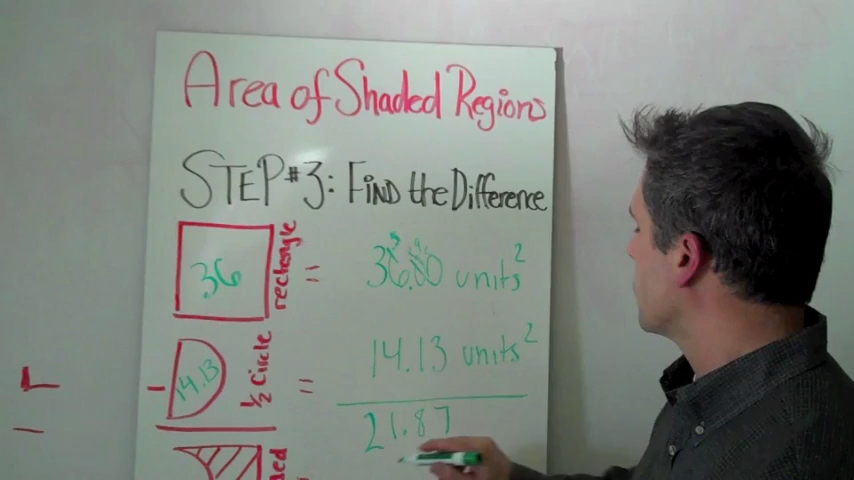 Area of Shaded Regions
STEP #3: FIND the Difference
36 rectangle = 36.00 units²
- 14.13 ½ Circle = 14.13 units²
21.87